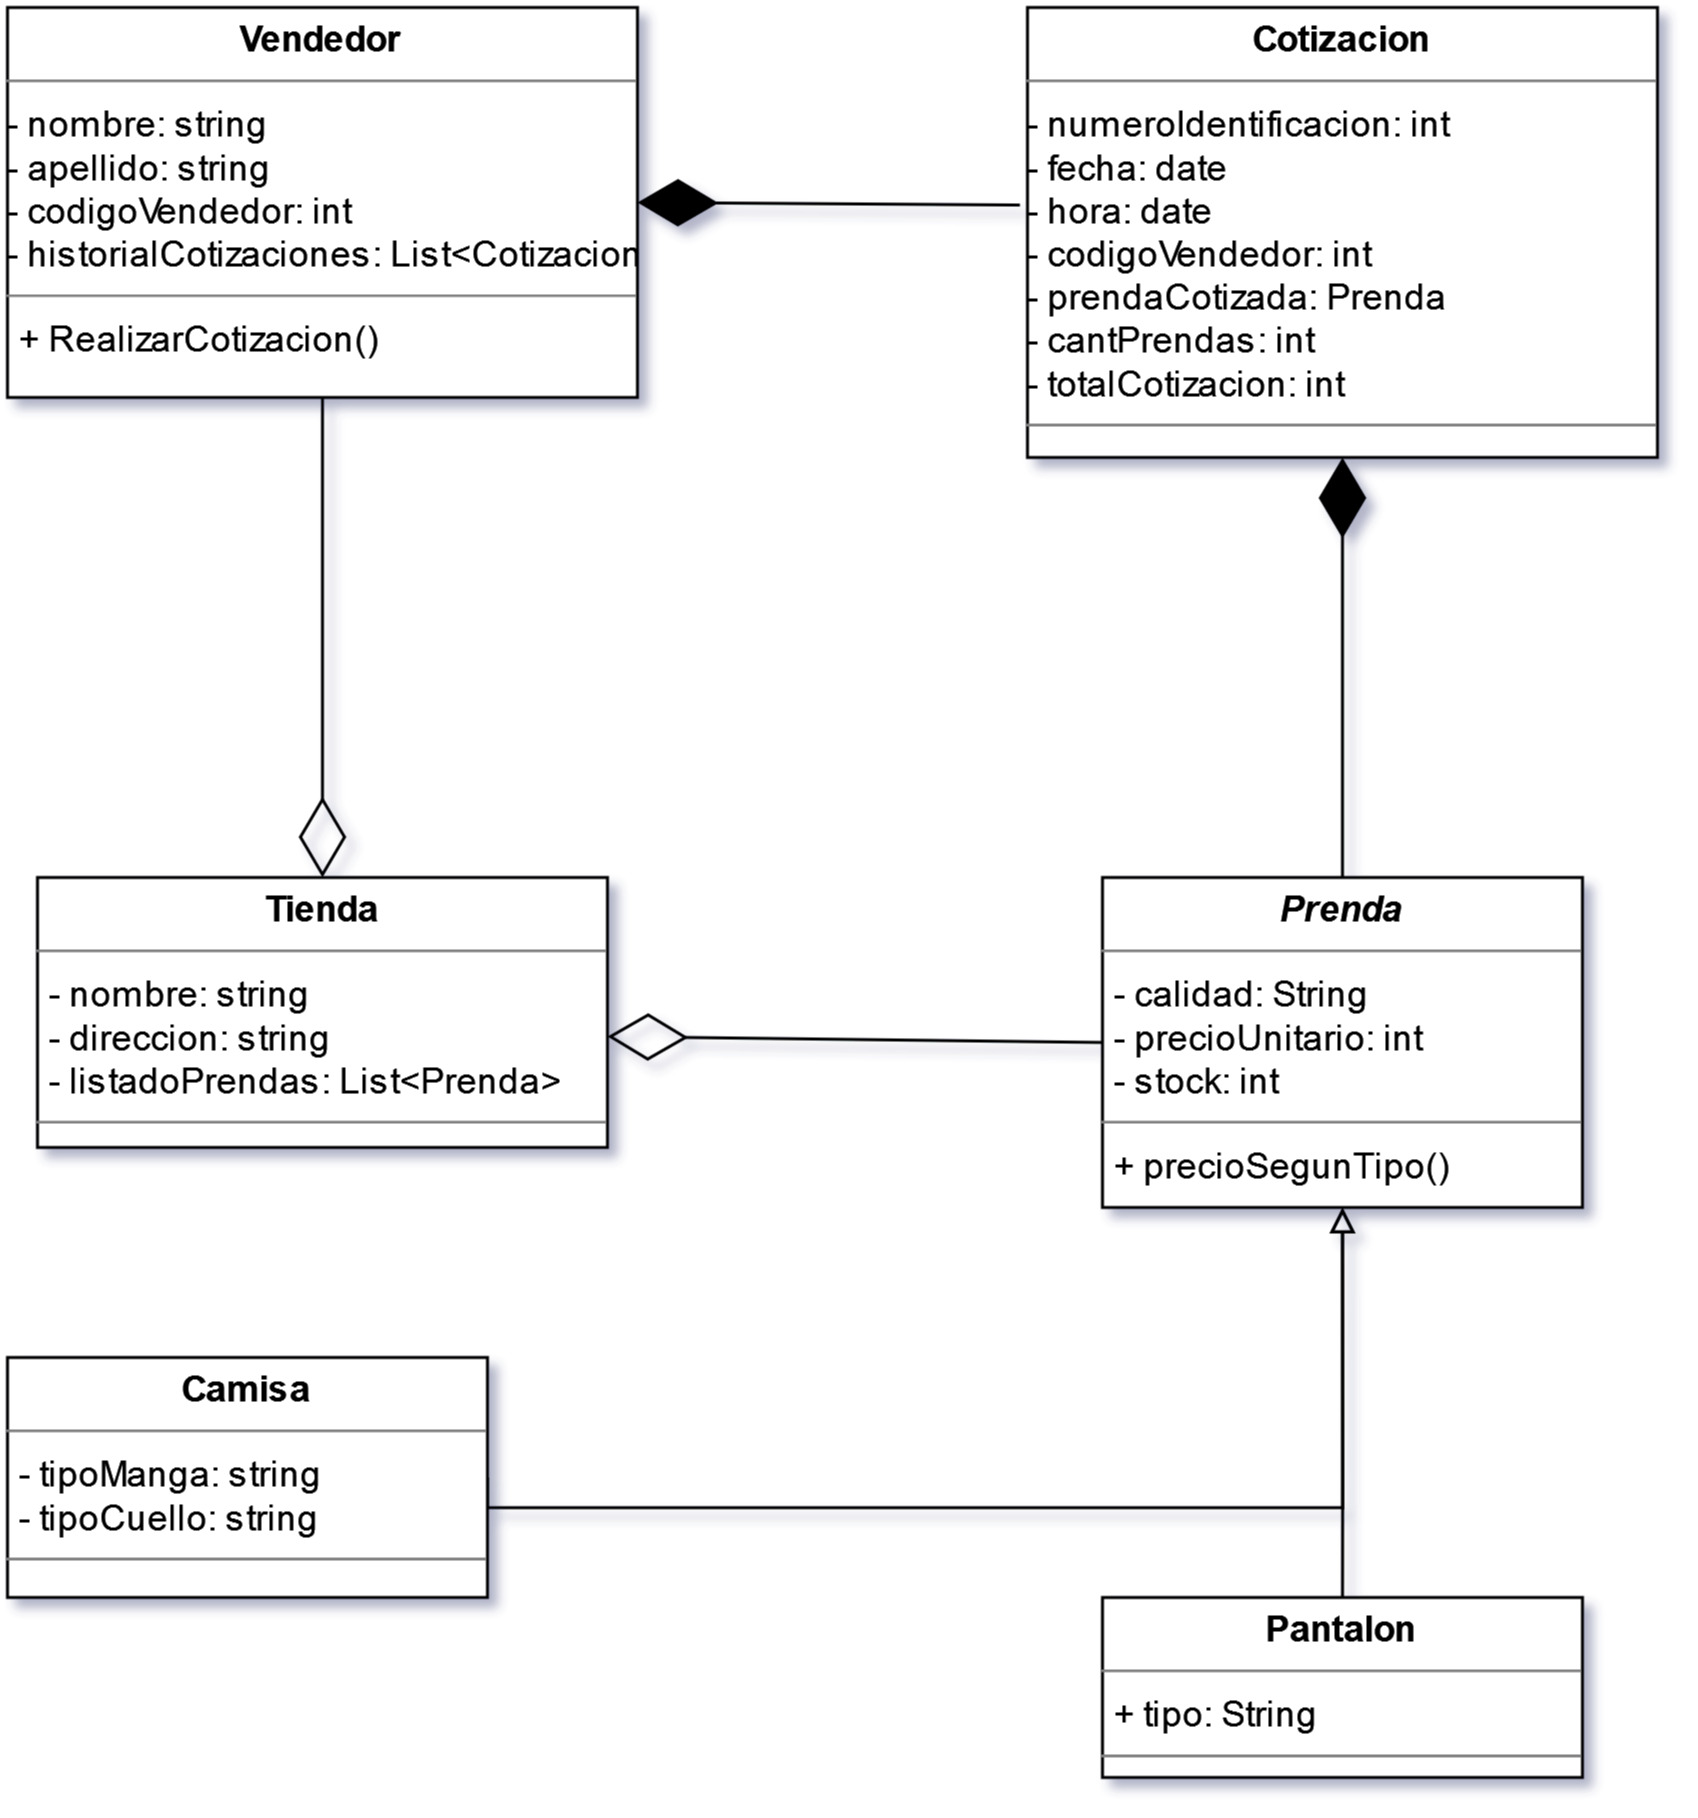 Vendedor
- nombre: string
- apellido: string
- codigoVendedor: int
- historialCotizaciones: List<Cotizacion
+ RealizarCotizacion()
Cotizacion
- numeroIdentificacion: int
- fecha: date
- hora: date
- codigoVendedor: int
- prendaCotizada: Prenda
- cantPrendas: int
- totalCotizacion: int
Tienda
- nombre: string
- direccion: string
- listadoPrendas: List<Prenda>
Prenda
- calidad: String
- precioUnitario: int
- stock: int
+ precioSegunTipo()
Camisa
- tipoManga: string
- tipoCuello: string
Pantalon
+ tipo: String